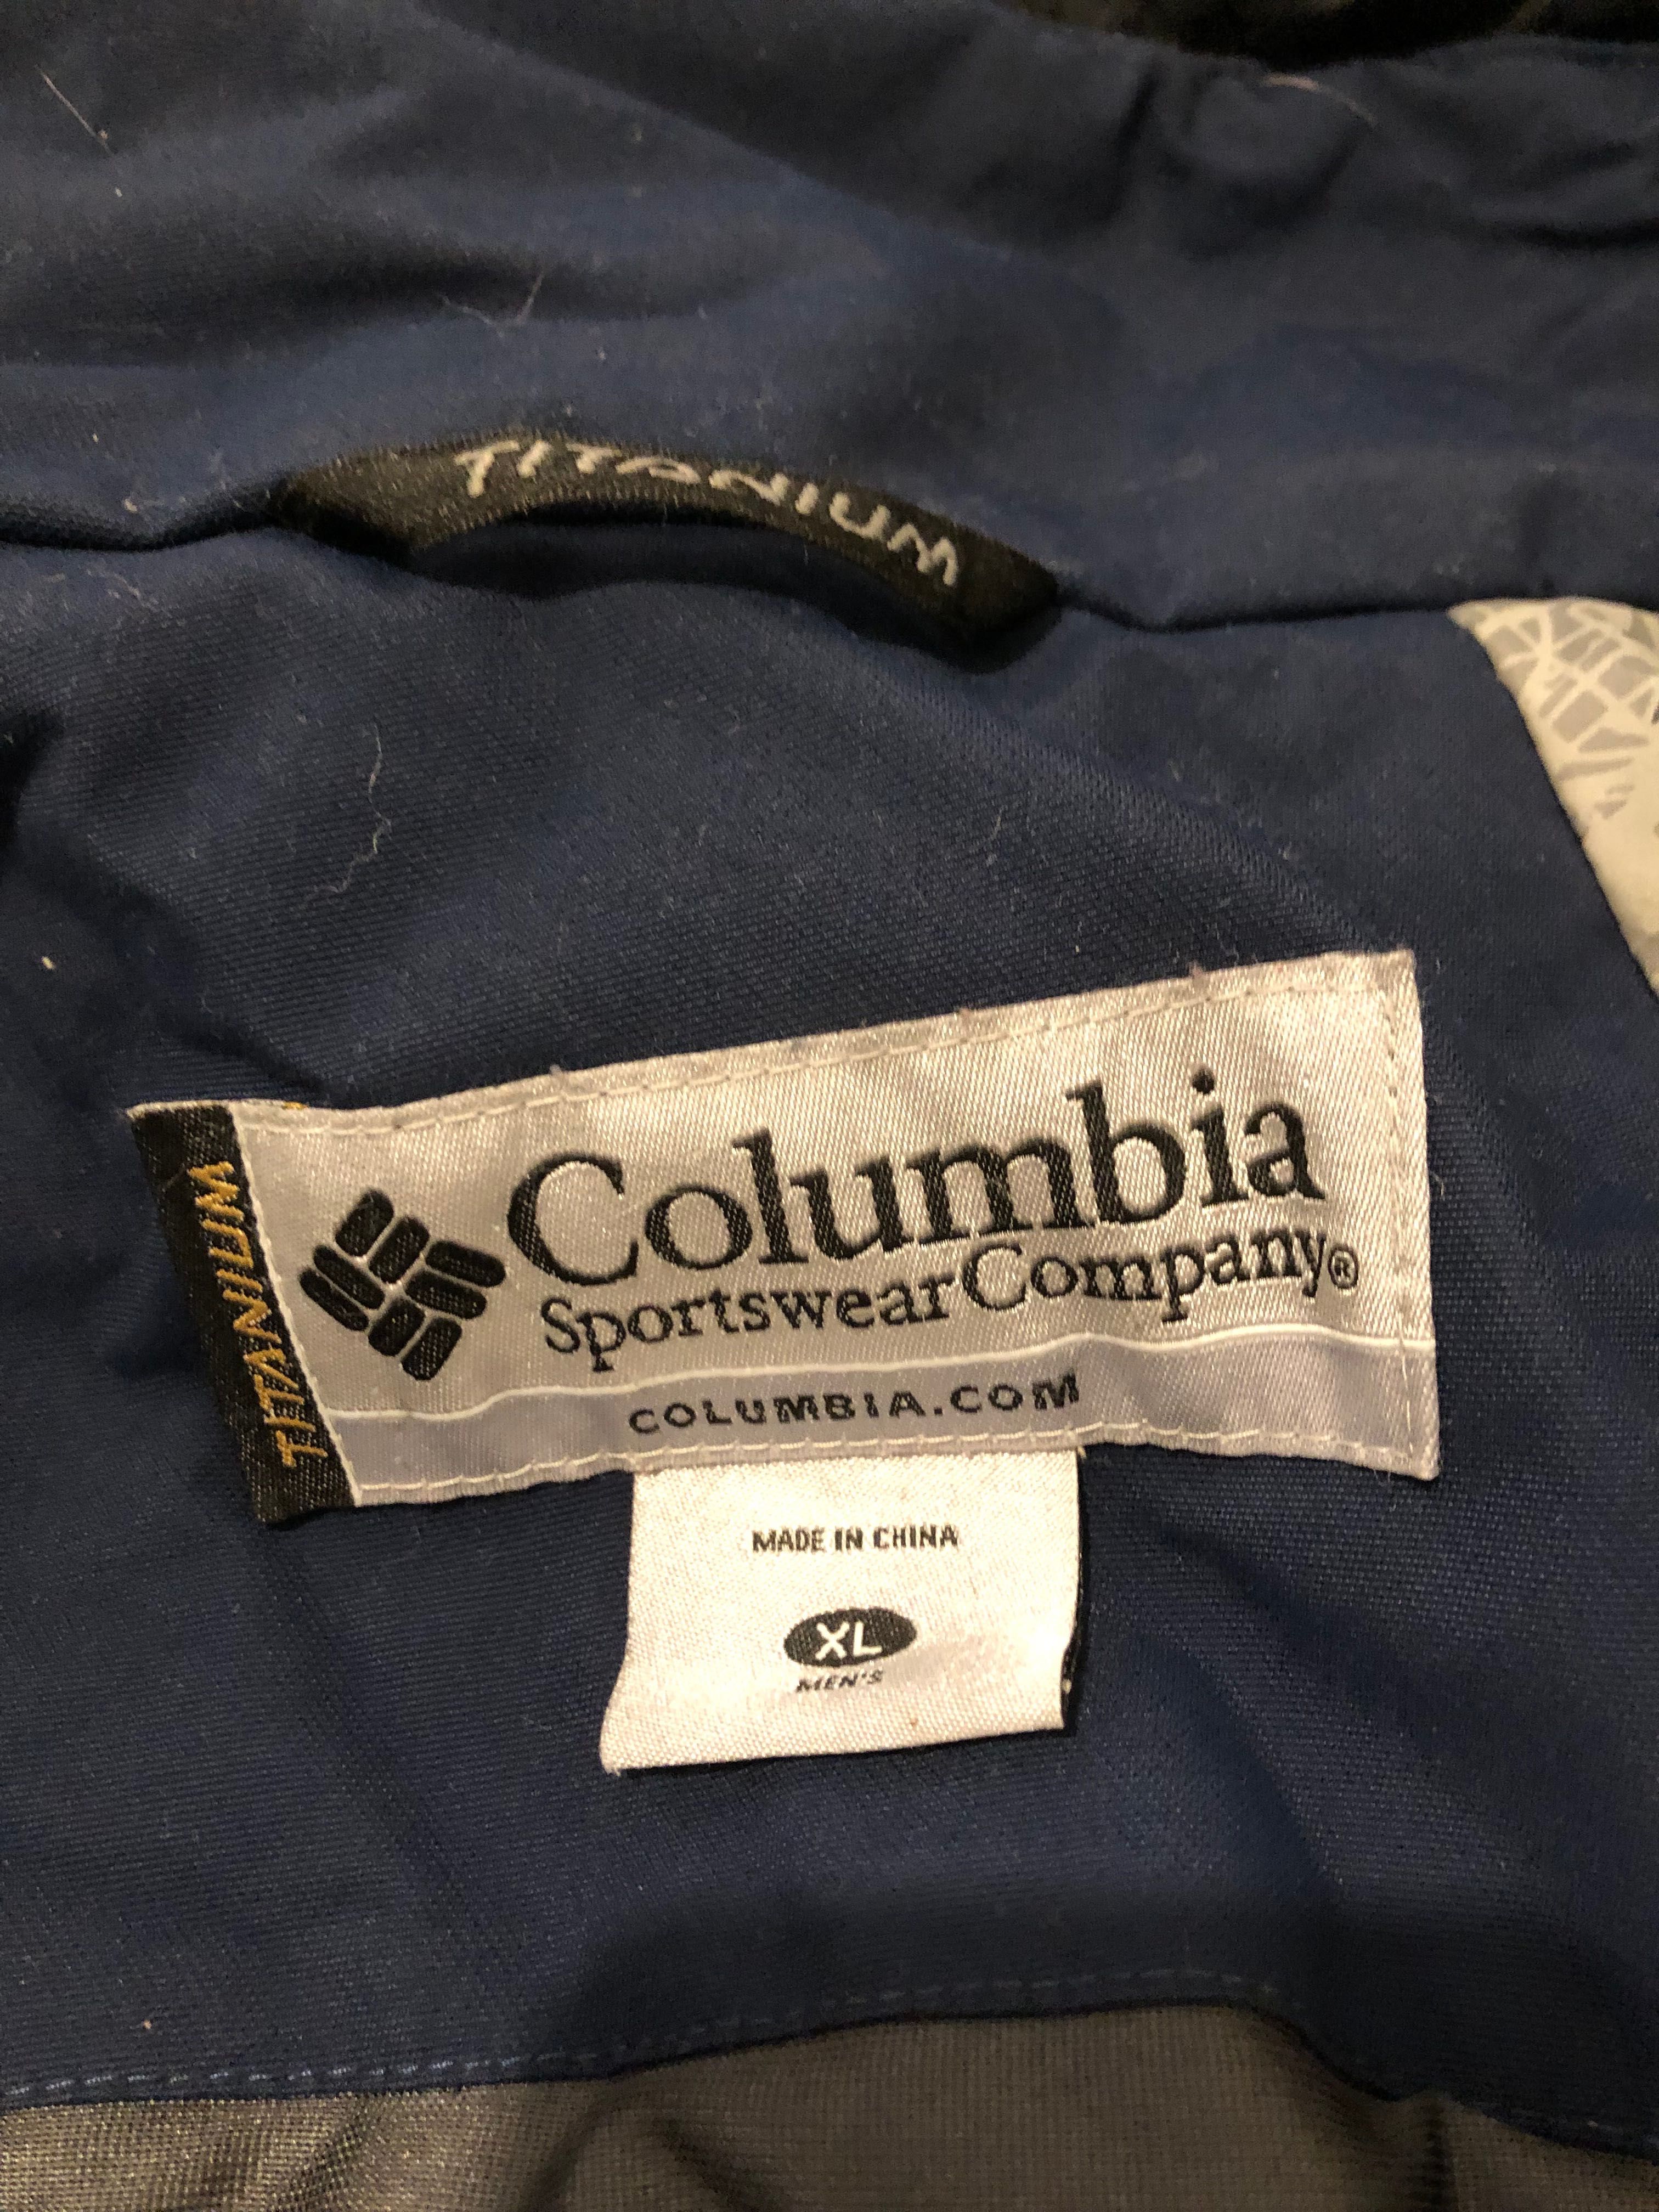 TITANIUM
TITANIUM
Columbia
Sportswear Company®
COLUMBIA.COM
MADE IN CHINA
XL
MEN'S